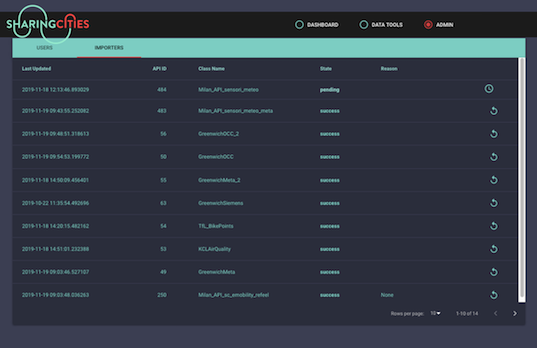 SHARINGCITIES
DASHBOARD DATA TOOLS ADMIN
USERS IMPORTERS
Last Updated API ID Class Name State Reason
2019-11-18 12:13:46.893029 484 Milan_API_sensori_meteo pending
2019-11-19 09:43:55.252082 483 Milan_API_sensori_meteo_meta success
2019-11-19 09:48:51.318613 56 GreenwichOCC_2 success
2019-11-19 09:54:53.199772 50 GreenwichOCC success
2019-11-18 14:50:09.456401 55 GreenwichMeta_2 success
2019-10-22 11:35:54.492696 63 GreenwichSiemens success
2019-11-18 14:20:15.482162 54 TfL_BikePoints success
2019-11-18 14:51:01.232388 53 KCLAirQuality success
2019-11-19 09:03:46.527107 49 GreenwichMeta success
2019-11-19 09:03:48.036263 250 Milan_API_sc_emobility_refeel success None
Rows per page: 10 1-10 of 14